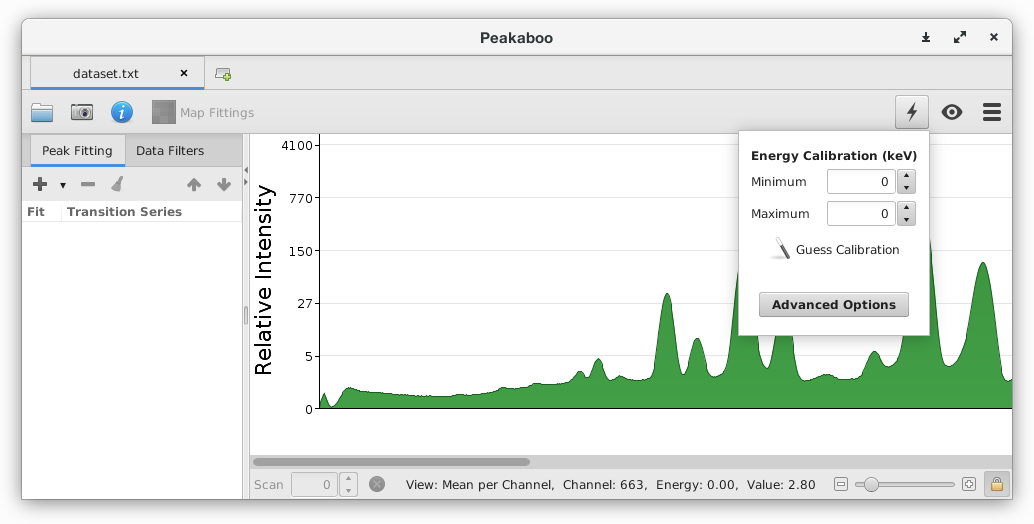 Peakaboo
dataset.txt
Map Fittings
Peak Fitting Data Filters
Fit Transition Series
Energy Calibration (keV)
Minimum 0
Maximum 0
Guess Calibration
Advanced Options
Relative Intensity
4100
770
150
27
5
0
Scan 0 View: Mean per Channel, Channel: 663, Energy: 0.00, Value: 2.80